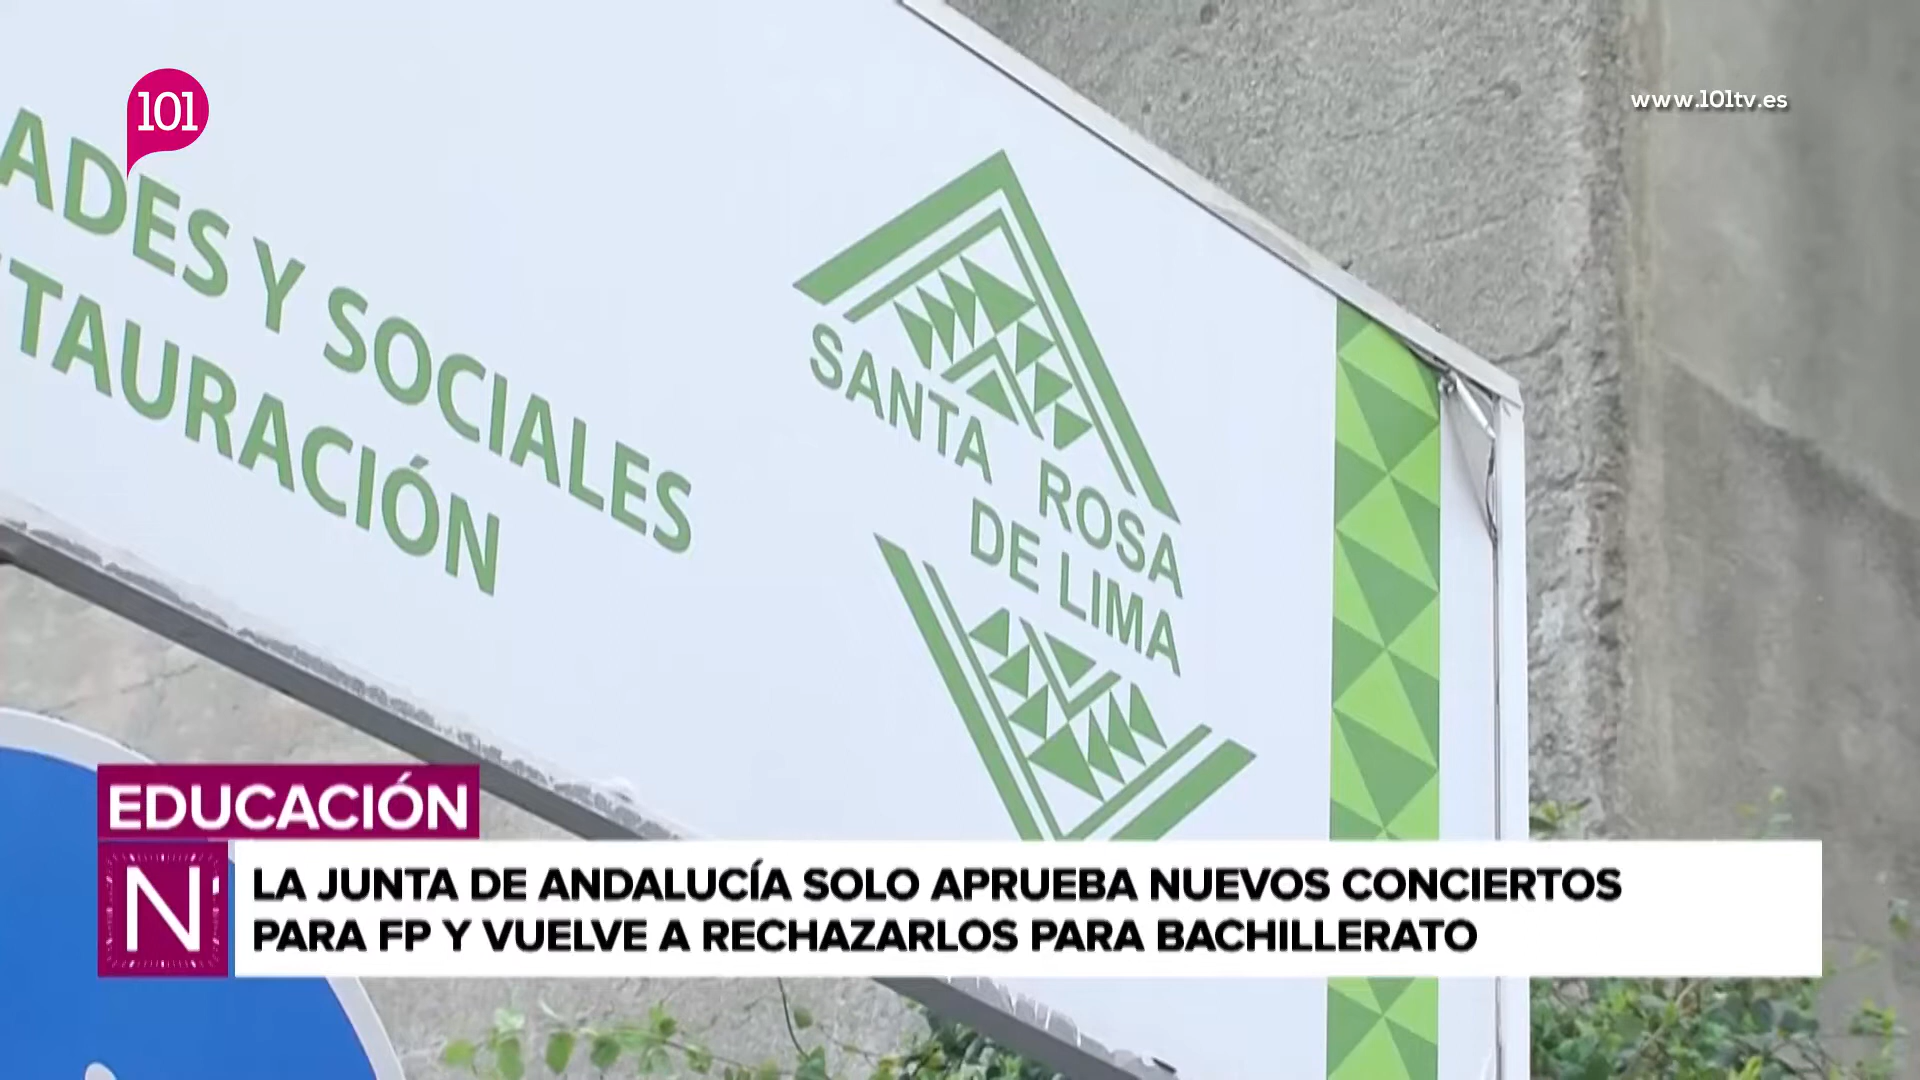 101
www.101tv.es
ADES Y SOCIALES
TAURACIÓN
SANTA ROSA
DE LIMA
EDUCACIÓN
N
LA JUNTA DE ANDALUCÍA SOLO APRUEBA NUEVOS CONCIERTOS
PARA FP Y VUELVE A RECHAZARLOS PARA BACHILLERATO